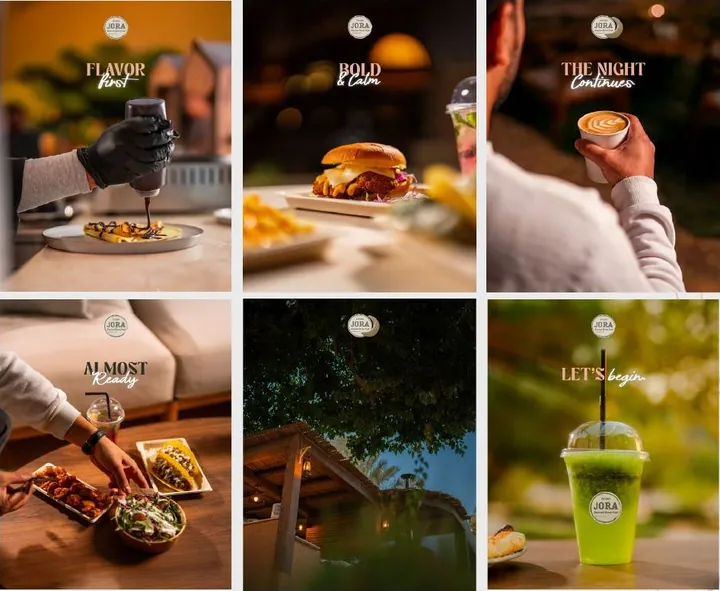 JORA
FLAVOR
First
JORA
BOLD
& Calm
JORA
THE NIGHT
Continues
JORA
ALMOST
Ready
JORA
JORA
LET'S begin
JORA